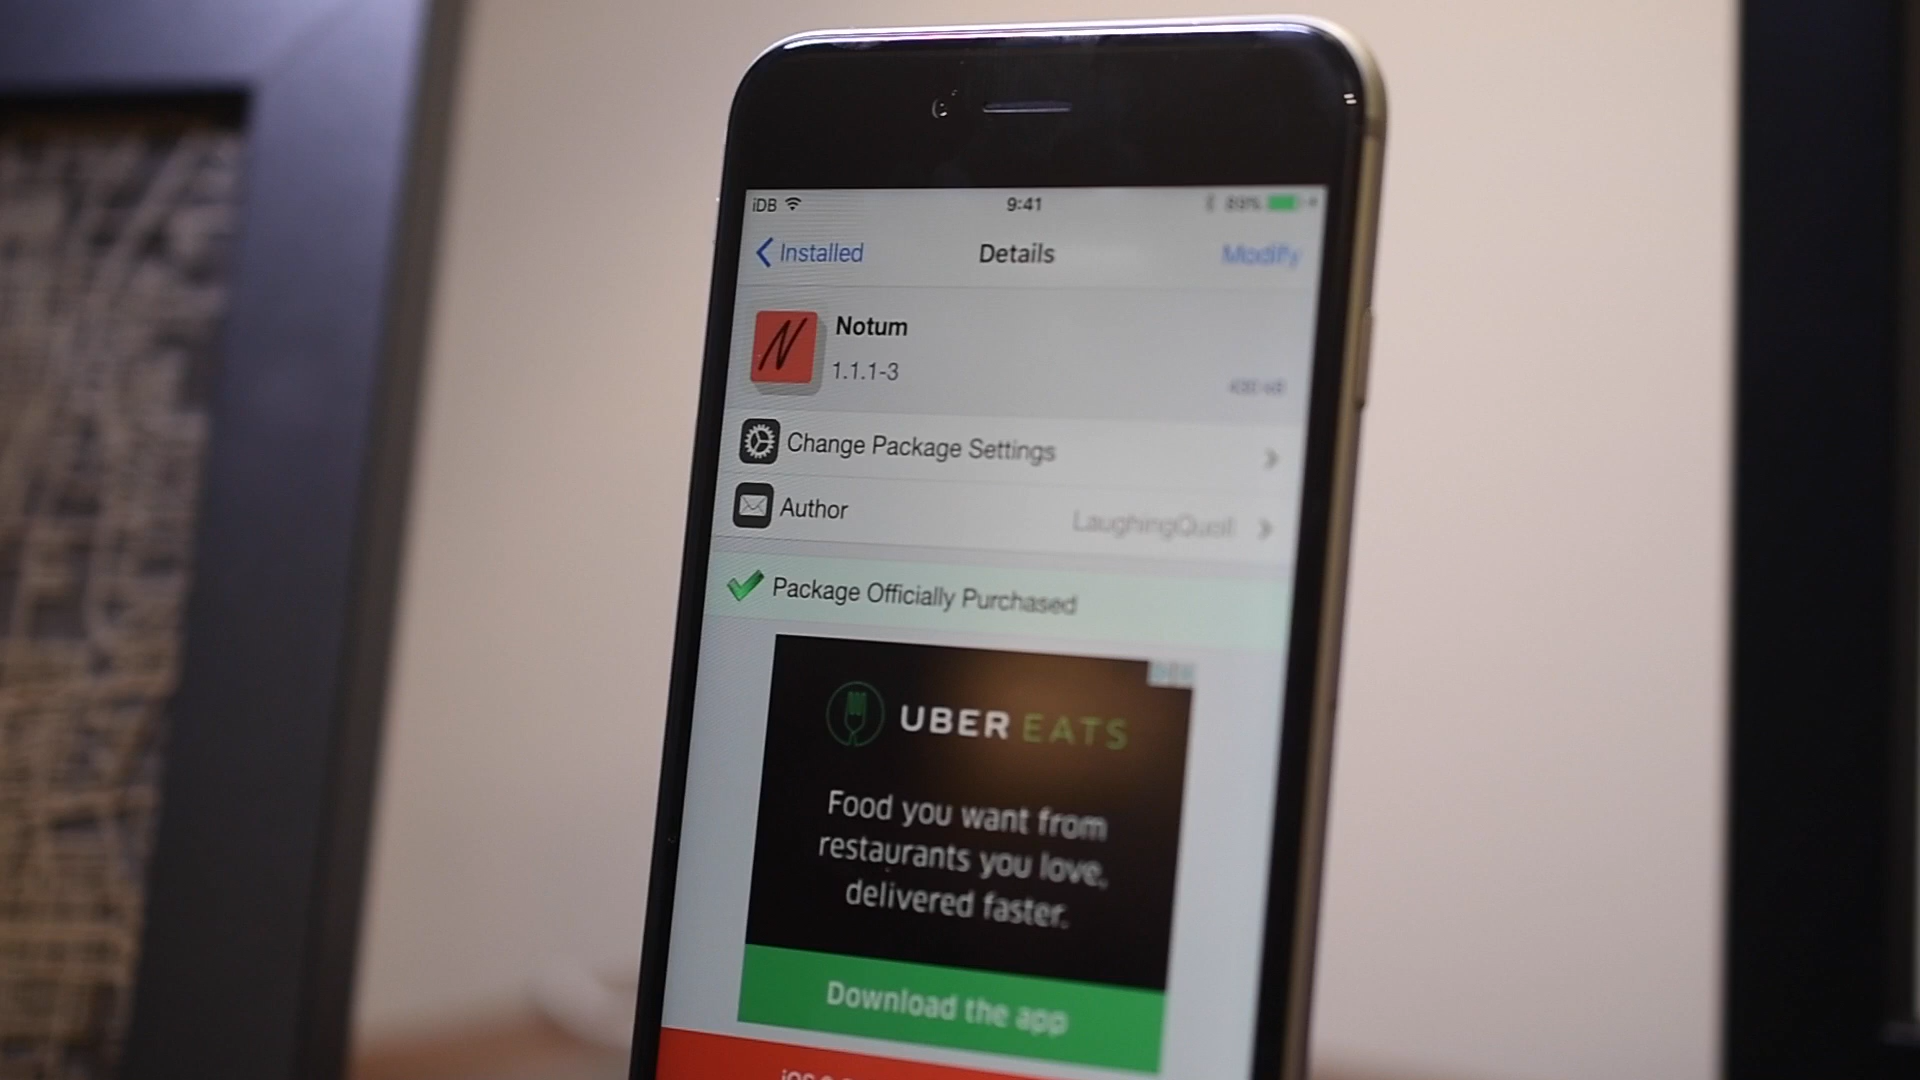 iDB
9:41
89%
Installed
Details
Modify
Notum
1.1.1-3
Change Package Settings
Author
LaughingQuoll
Package Officially Purchased
UBER EATS
Food you want from
restaurants you love,
delivered faster.
Download the app